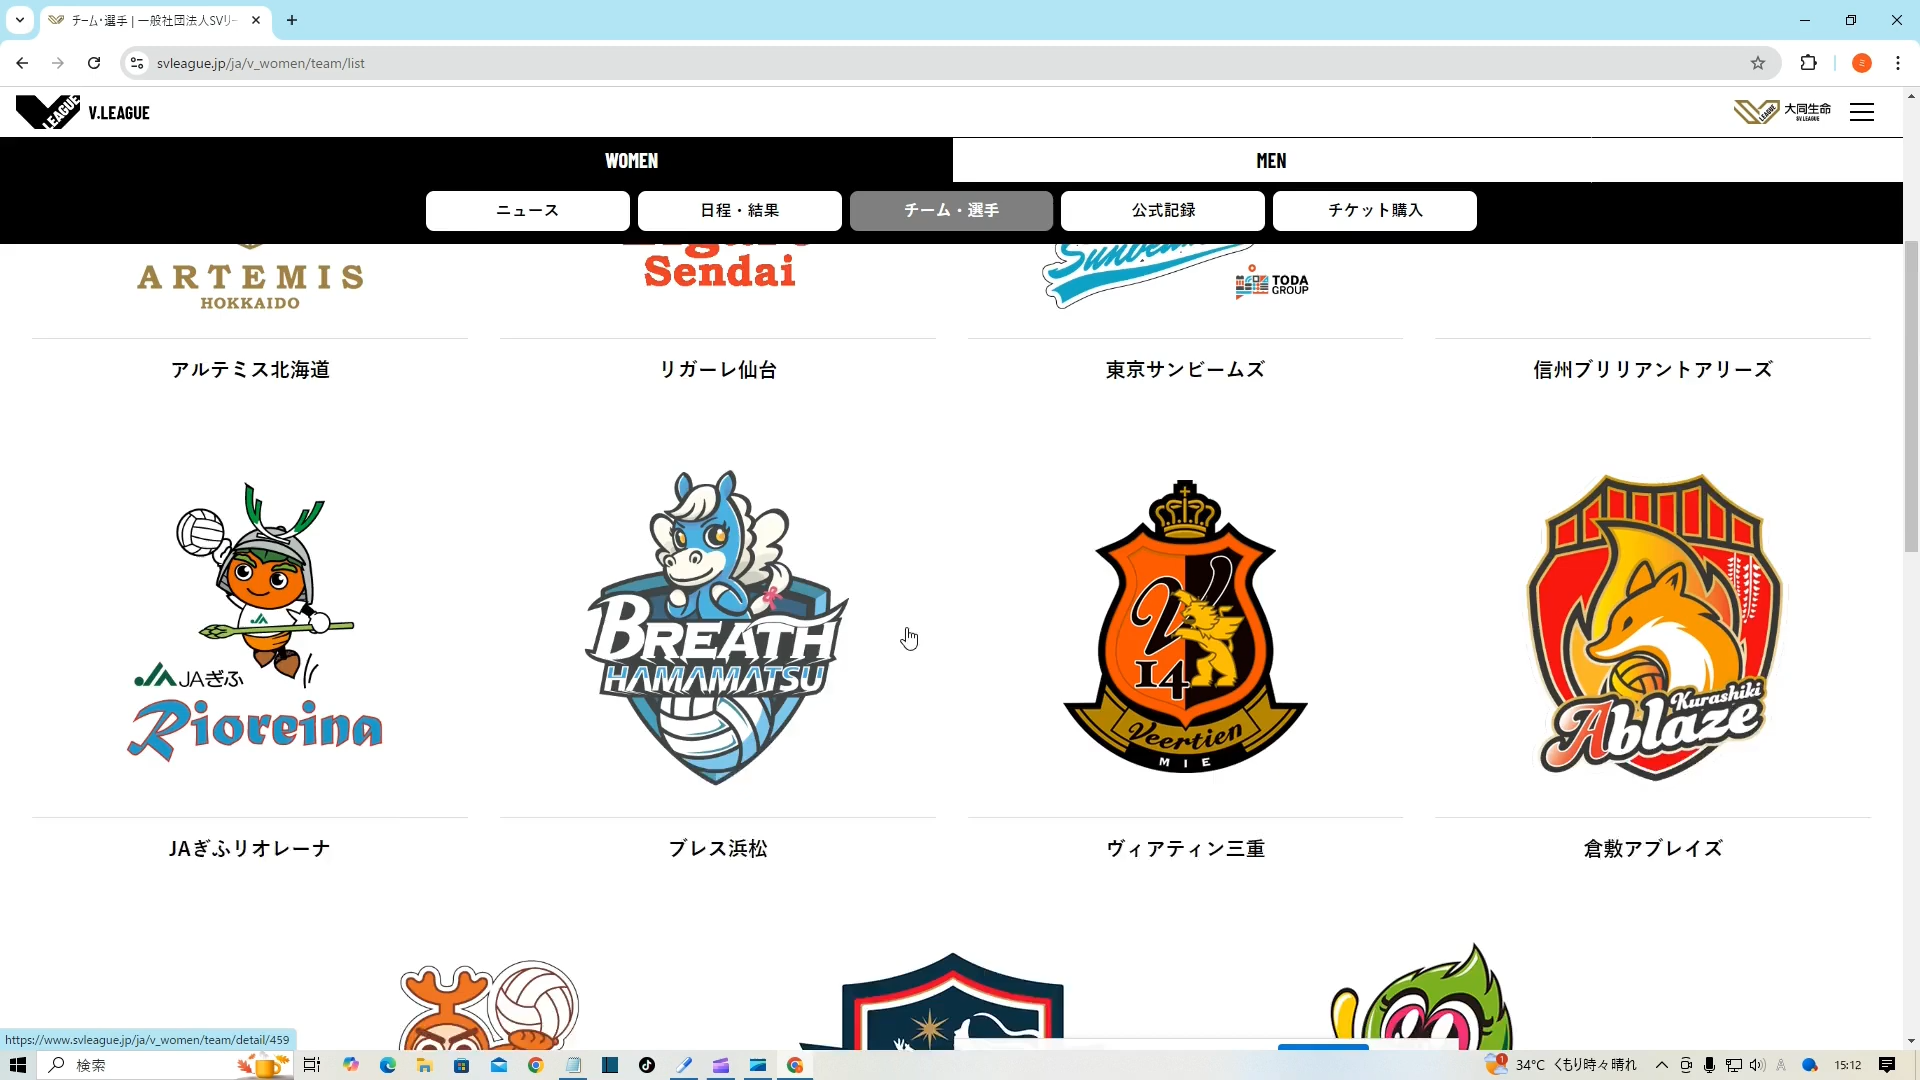 チーム・選手 | 一般社団法人SVリー
svleague.jp/ja/v_women/team/list
LEAGUE
V.LEAGUE
LEAGUE
大同生命
SV.LEAGUE
WOMEN
MEN
ニュース
日程・結果
チーム・選手
公式記録
チケット購入
ARTEMIS
HOKKAIDO
Sendai
TODA
GROUP
アルテミス北海道
リガーレ仙台
東京サンビームズ
信州ブリリアントアリーズ
JAぎふ
Rioreina
BREATH
HAMAMATSU
V
14
Veertien
MIE
Kurashiki
Ablaze
JAぎふリオレーナ
ブレス浜松
ヴィアティン三重
倉敷アブレイズ
https://www.svleague.jp/ja/v_women/team/detail/459
検索
34°C くもり時々晴れ
A
15:12